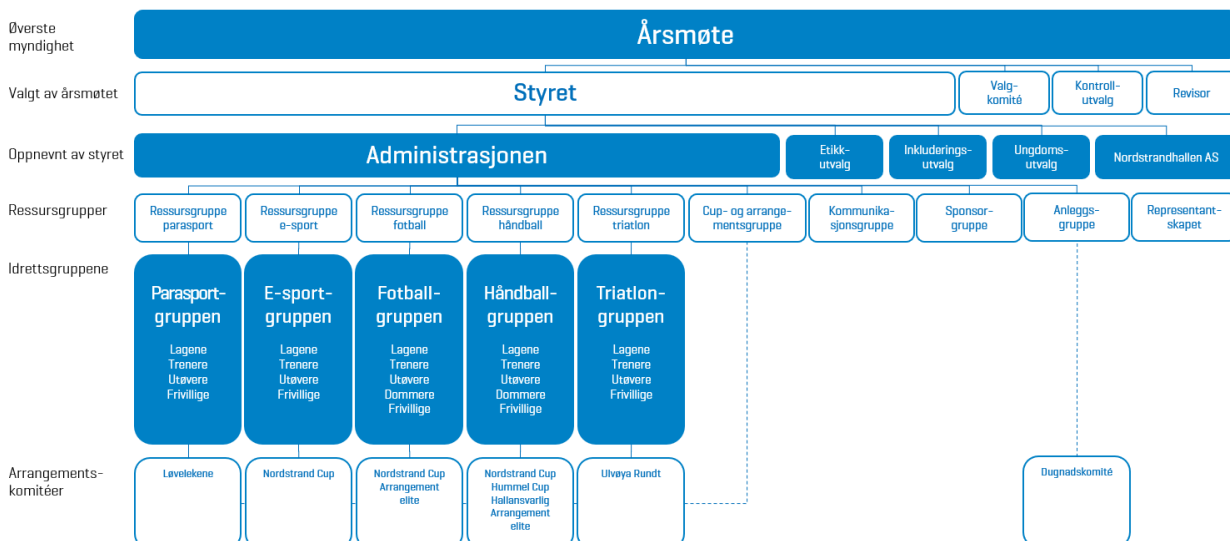 Øverste
myndighet
Årsmøte
Valgt av årsmøtet
Styret
Valg-
komité
Kontroll-
utvalg
Revisor
Oppnevnt av styret
Administrasjonen
Etikk-
utvalg
Inkluderings-
utvalg
Ungdoms-
utvalg
Nordstrandhallen AS
Ressursgrupper
Ressursgruppe
parasport
Ressursgruppe
e-sport
Ressursgruppe
fotball
Ressursgruppe
håndball
Ressursgruppe
triatlon
Cup- og arrange-
mentsgruppe
Kommunika-
sjonsgruppe
Sponsor-
gruppe
Anleggs-
gruppe
Representant-
skapet
Idrettsgruppene
Parasport-
gruppen
Lagene
Trenere
Utøvere
Frivillige
E-sport-
gruppen
Lagene
Trenere
Utøvere
Frivillige
Fotball-
gruppen
Lagene
Trenere
Utøvere
Dommere
Frivillige
Håndball-
gruppen
Lagene
Trenere
Utøvere
Dommere
Frivillige
Triatlon-
gruppen
Lagene
Trenere
Utøvere
Frivillige
Arrangements-
komitéer
Løvelekene
Nordstrand Cup
Nordstrand Cup
Arrangement
elite
Nordstrand Cup
Hummel Cup
Hallansvarlig
Arrangement
elite
Ulvøya Rundt
Dugnadskomité